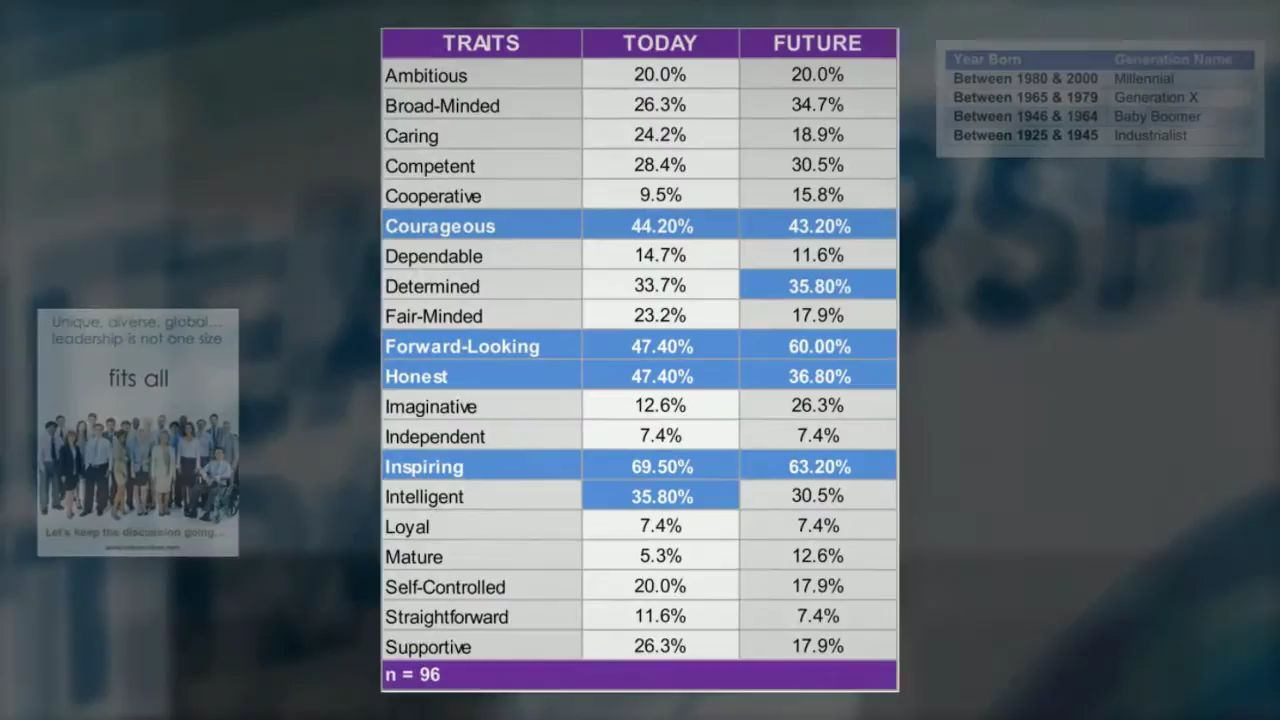 TRAITS TODAY FUTURE
Ambitious 20.0% 20.0%
Broad-Minded 26.3% 34.7%
Caring 24.2% 18.9%
Competent 28.4% 30.5%
Cooperative 9.5% 15.8%
Courageous 44.20% 43.20%
Dependable 14.7% 11.6%
Determined 33.7% 35.80%
Fair-Minded 23.2% 17.9%
Forward-Looking 47.40% 60.00%
Honest 47.40% 36.80%
Imaginative 12.6% 26.3%
Independent 7.4% 7.4%
Inspiring 69.50% 63.20%
Intelligent 35.80% 30.5%
Loyal 7.4% 7.4%
Mature 5.3% 12.6%
Self-Controlled 20.0% 17.9%
Straightforward 11.6% 7.4%
Supportive 26.3% 17.9%
n = 96
Year Born Generation Name
Between 1980 & 2000 Millennial
Between 1965 & 1979 Generation X
Between 1946 & 1964 Baby Boomer
Between 1925 & 1945 Industrialist
Unique, diverse, global...
leadership is not one size
fits all
Let's keep the discussion going...